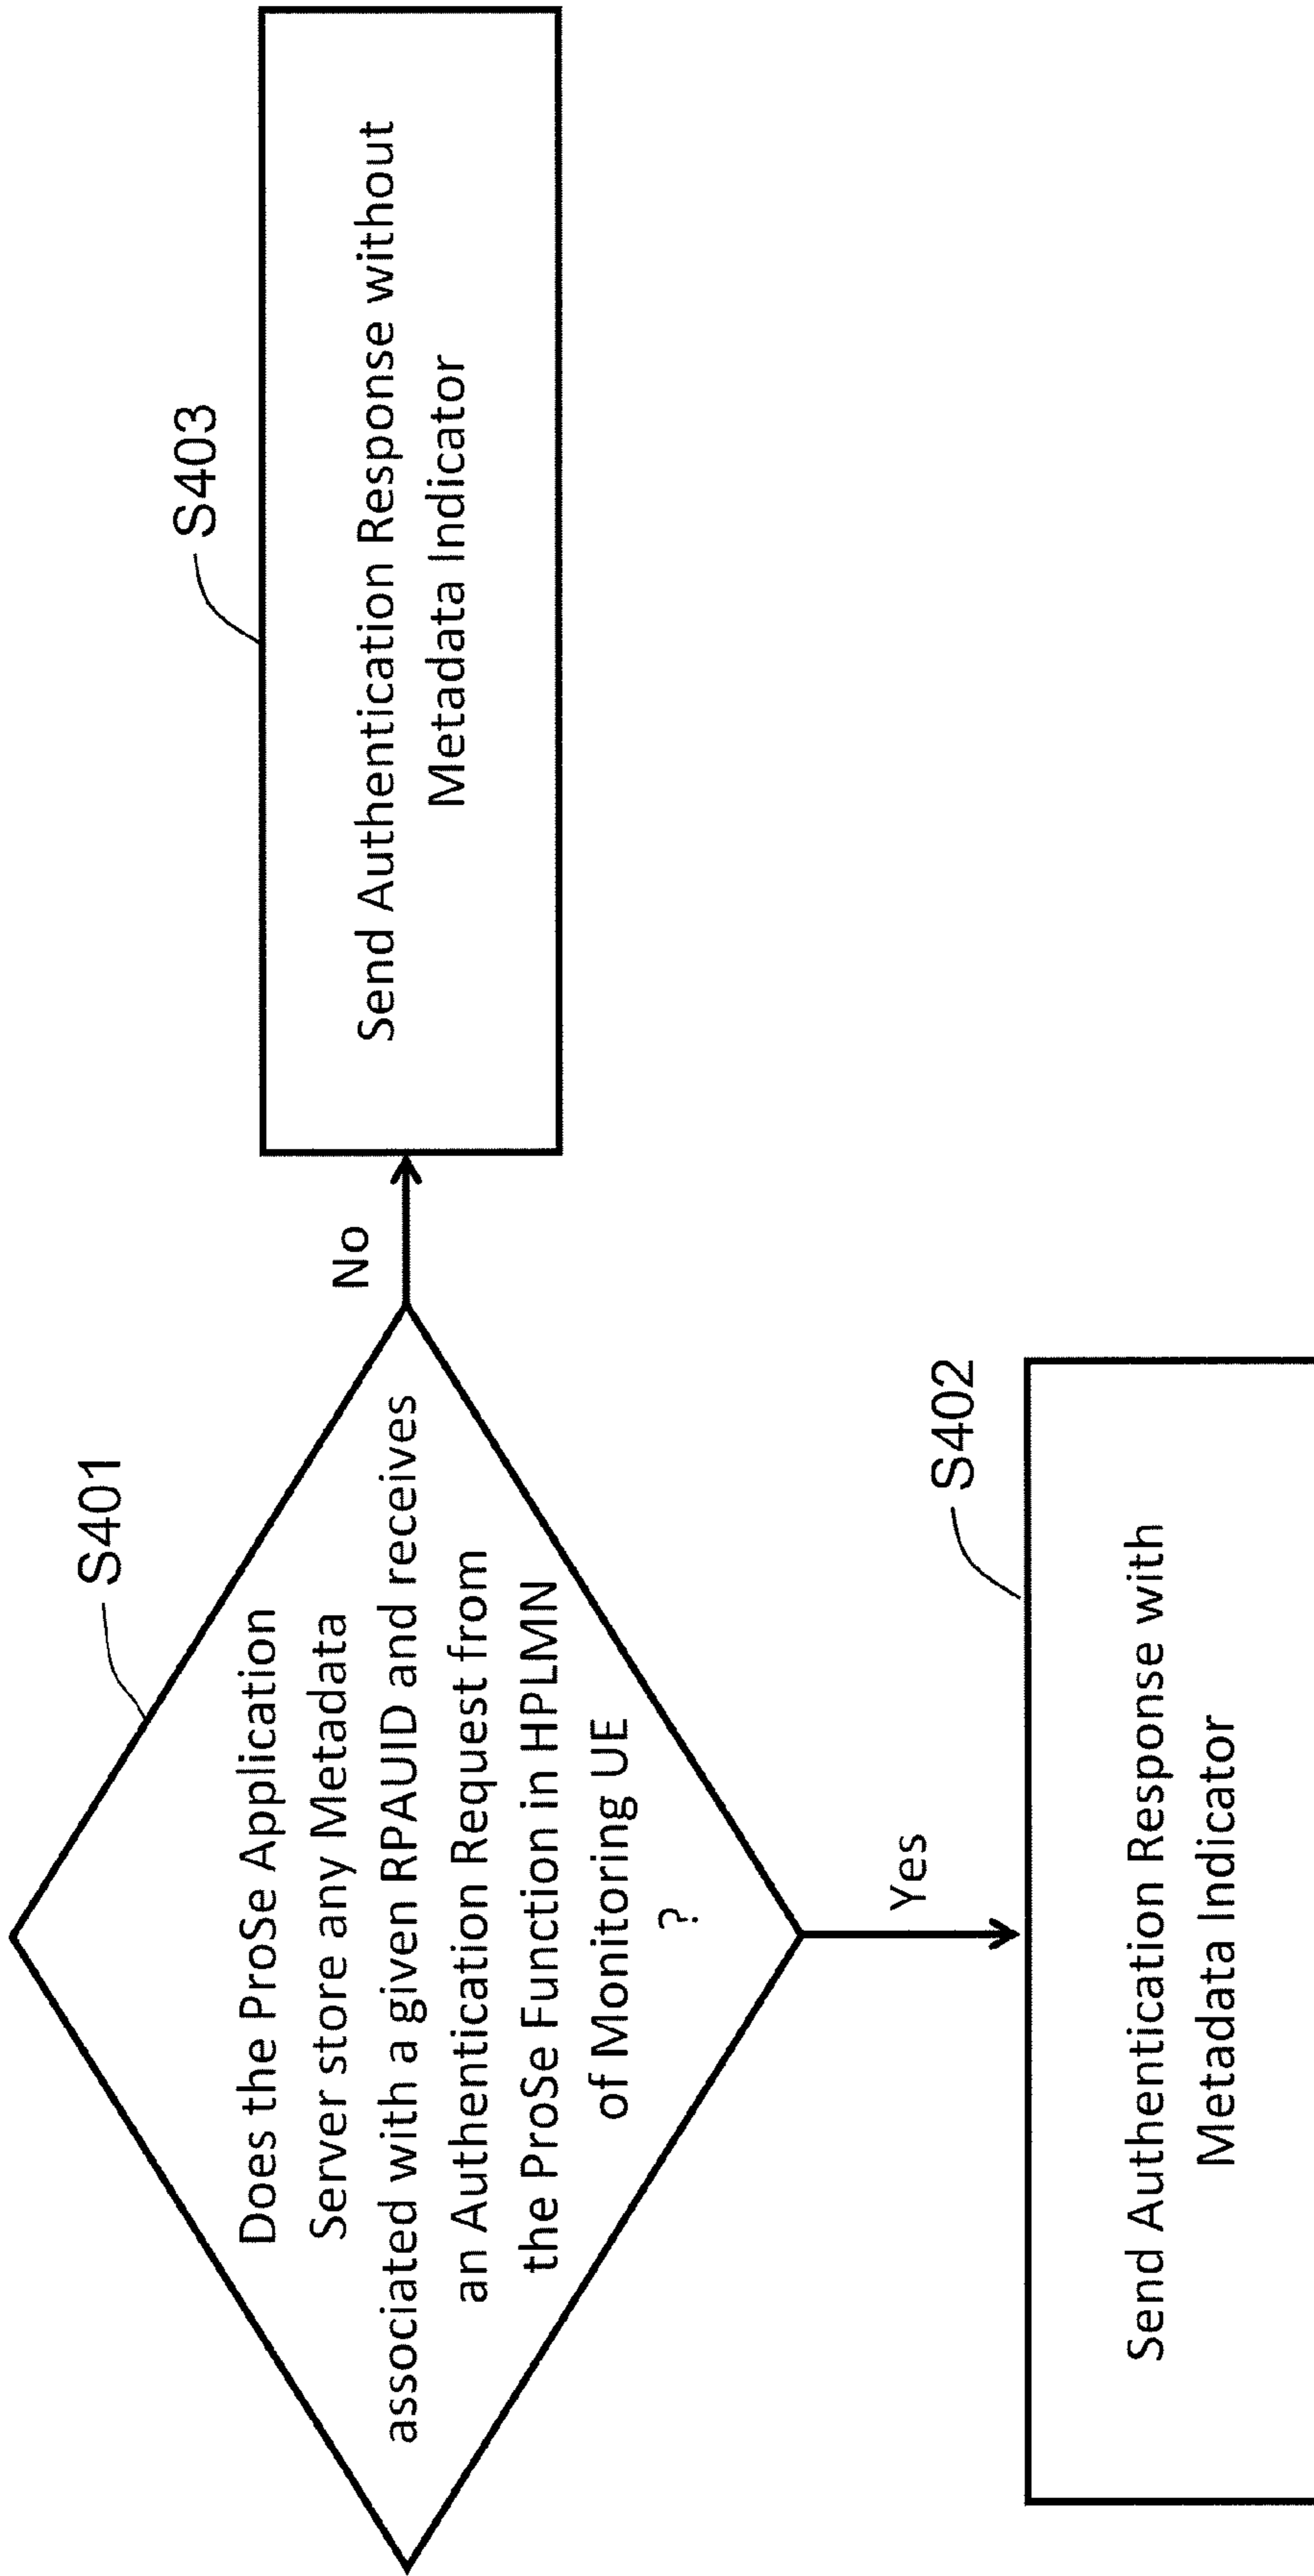 S401
Does the ProSe Application
Server store any Metadata
associated with a given RPAUID and receives
an Authentication Request from
the ProSe Function in HPLMN
of Monitoring UE
?
No
S403
Send Authentication Response without
Metadata Indicator
Yes
S402
Send Authentication Response with
Metadata Indicator